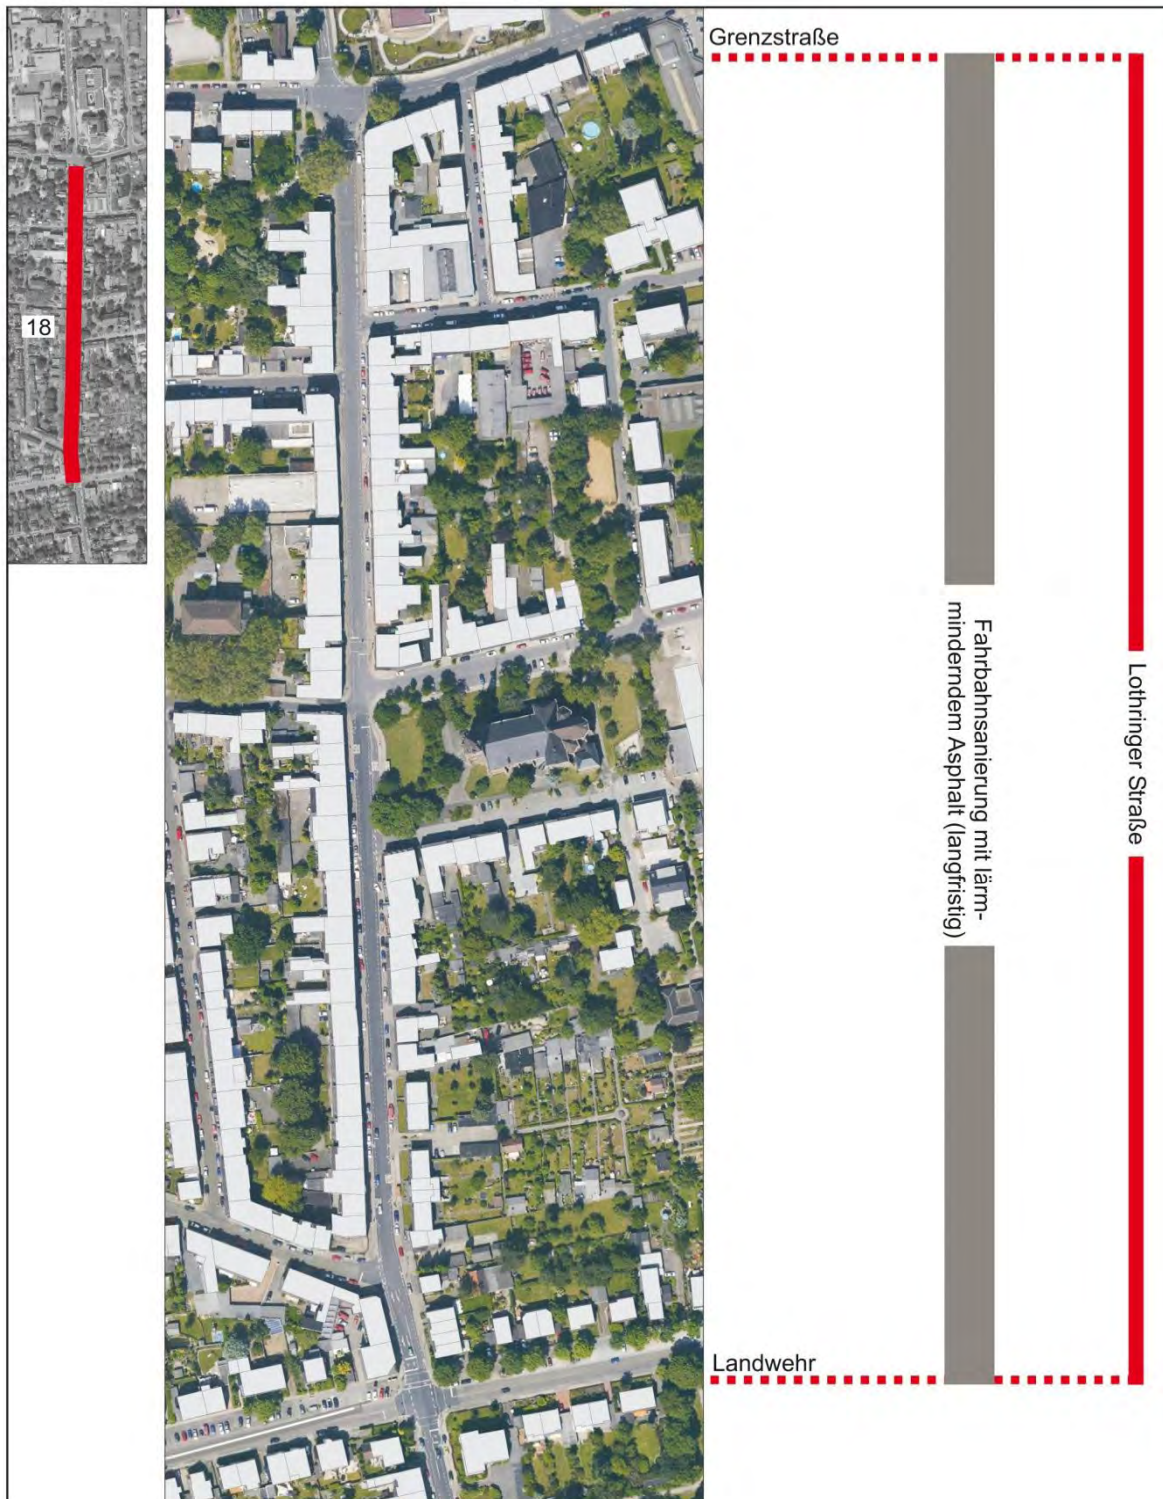 Grenzstraße
18
Fahrbahnsanierung mit lärm-
minderndem Asphalt (langfristig)
Lothringer Straße
Landwehr